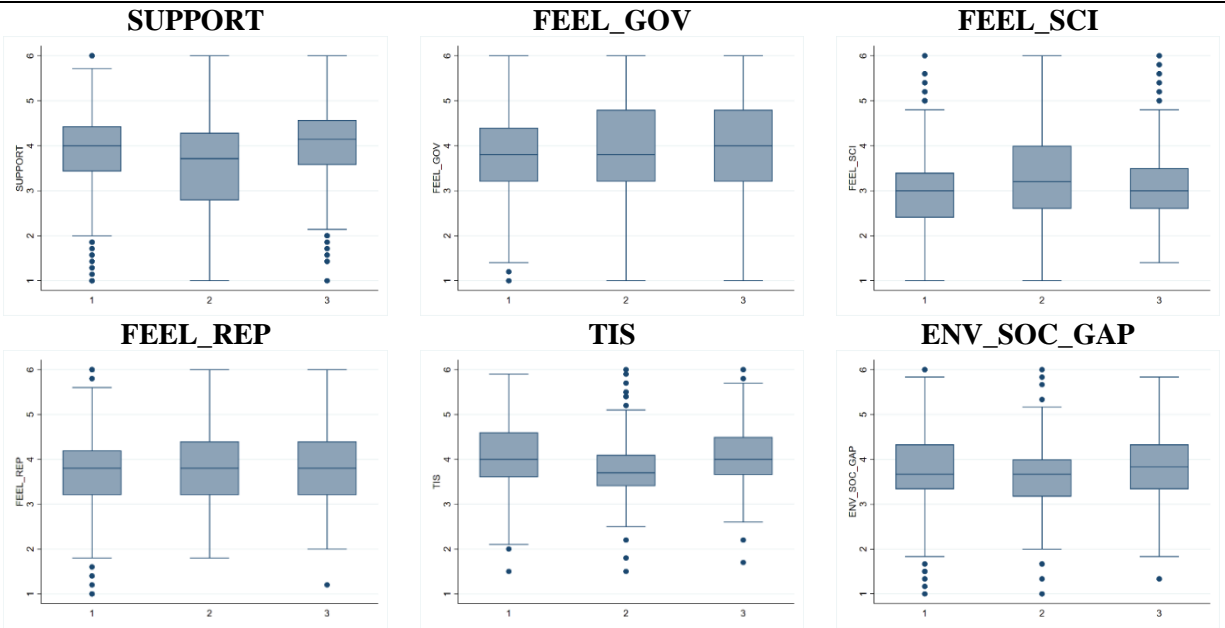 SUPPORT FEEL_GOV FEEL_SCI
6 6 6
5 5 5
4 4 4
3 3 3
2 2 2
1 1 1
SUPPORT FEEL_GOV FEEL_SCI
1 2 3 1 2 3 1 2 3
FEEL_REP TIS ENV_SOC_GAP
6 6 6
5 5 5
4 4 4
3 3 3
2 2 2
1 1 1
FEEL_REP TIS ENV_SOC_GAP
1 2 3 1 2 3 1 2 3